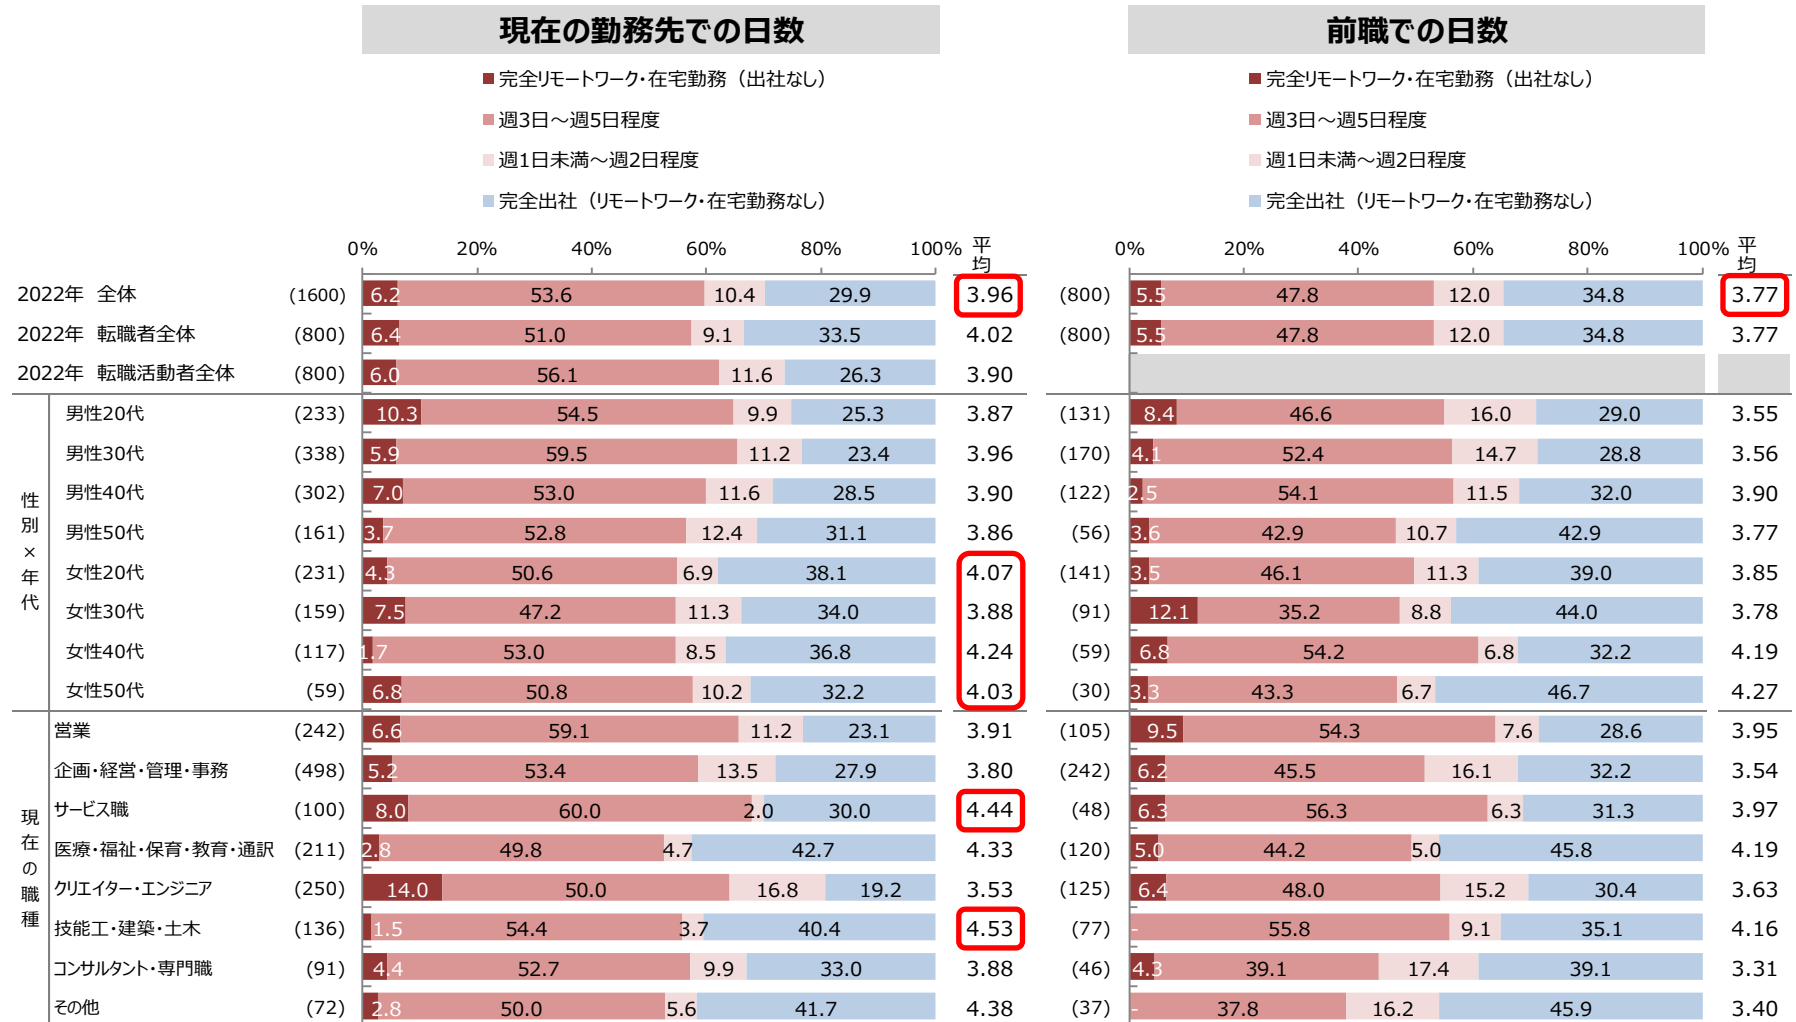 現在の勤務先での日数
前職での日数
完全リモートワーク・在宅勤務（出社なし）
週3日～週5日程度
週1日未満～週2日程度
完全出社（リモートワーク・在宅勤務なし）
完全リモートワーク・在宅勤務（出社なし）
週3日～週5日程度
週1日未満～週2日程度
完全出社（リモートワーク・在宅勤務なし）
0% 20% 40% 60% 80% 100% 平均
0% 20% 40% 60% 80% 100% 平均
2022年 全体 (1600) 6.2 53.6 10.4 29.9 3.96 (800) 5.5 47.8 12.0 34.8 3.77
2022年 転職者全体 (800) 6.4 51.0 9.1 33.5 4.02 (800) 5.5 47.8 12.0 34.8 3.77
2022年 転職活動者全体 (800) 6.0 56.1 11.6 26.3 3.90
性別×年代
男性20代 (233) 10.3 54.5 9.9 25.3 3.87 (131) 8.4 46.6 16.0 29.0 3.55
男性30代 (338) 5.9 59.5 11.2 23.4 3.96 (170) 4.1 52.4 14.7 28.8 3.56
男性40代 (302) 7.0 53.0 11.6 28.5 3.90 (122) 2.5 54.1 11.5 32.0 3.90
男性50代 (161) 3.7 52.8 12.4 31.1 3.86 (56) 3.6 42.9 10.7 42.9 3.77
女性20代 (231) 4.3 50.6 6.9 38.1 4.07 (141) 3.5 46.1 11.3 39.0 3.85
女性30代 (159) 7.5 47.2 11.3 34.0 3.88 (91) 12.1 35.2 8.8 44.0 3.78
女性40代 (117) 1.7 53.0 8.5 36.8 4.24 (59) 6.8 54.2 6.8 32.2 4.19
女性50代 (59) 6.8 50.8 10.2 32.2 4.03 (30) 3.3 43.3 6.7 46.7 4.27
現在の職種
営業 (242) 6.6 59.1 11.2 23.1 3.91 (105) 9.5 54.3 7.6 28.6 3.95
企画・経営・管理・事務 (498) 5.2 53.4 13.5 27.9 3.80 (242) 6.2 45.5 16.1 32.2 3.54
サービス職 (100) 8.0 60.0 2.0 30.0 4.44 (48) 6.3 56.3 6.3 31.3 3.97
医療・福祉・保育・教育・通訳 (211) 2.8 49.8 4.7 42.7 4.33 (120) 5.0 44.2 5.0 45.8 4.19
クリエイター・エンジニア (250) 14.0 50.0 16.8 19.2 3.53 (125) 6.4 48.0 15.2 30.4 3.63
技能工・建築・土木 (136) 1.5 54.4 3.7 40.4 4.53 (77) - 55.8 9.1 35.1 4.16
コンサルタント・専門職 (91) 4.4 52.7 9.9 33.0 3.88 (46) 4.3 39.1 17.4 39.1 3.31
その他 (72) 2.8 50.0 5.6 41.7 4.38 (37) - 37.8 16.2 45.9 3.40